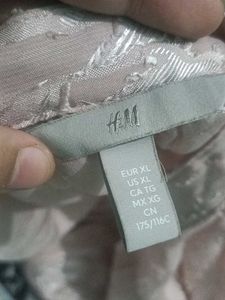 H&M
EUR XL
US XL
CA TG
MX XG
CN
175/116C